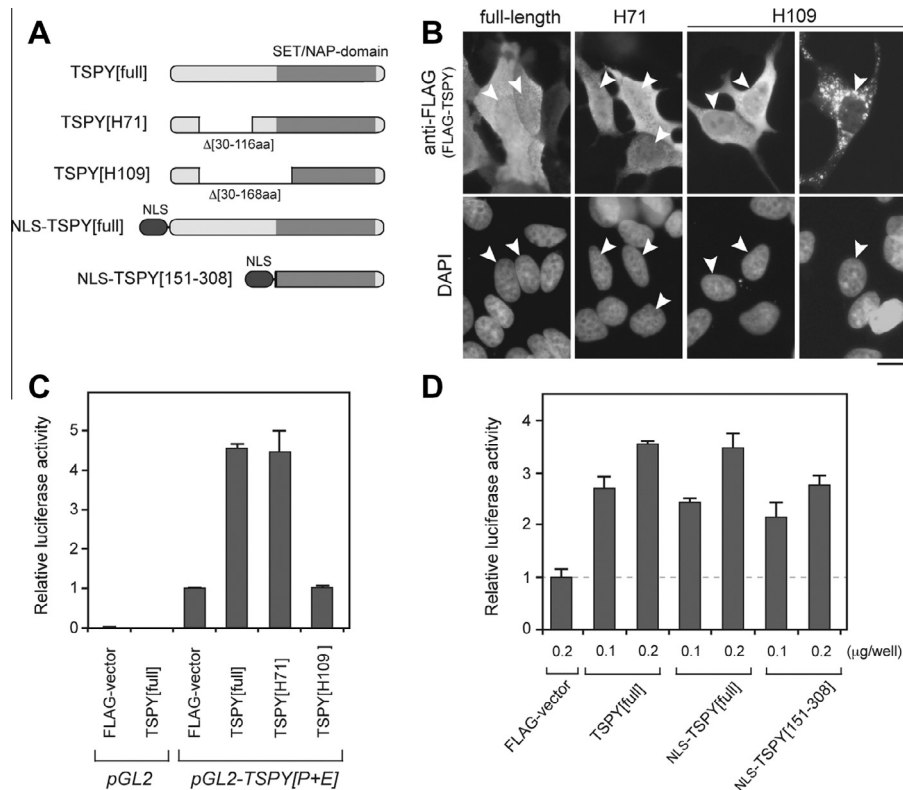 A
SET/NAP-domain
TSPY[full]
TSPY[H71]
Δ[30-116aa]
TSPY[H109]
Δ[30-168aa]
NLS
NLS-TSPY[full]
NLS
NLS-TSPY[151-308]
B
full-length
H71
H109
anti-FLAG
(FLAG-TSPY)
DAPI
C
Relative luciferase activity
5
4
3
2
1
0
FLAG-vector
TSPY[full]
FLAG-vector
TSPY[full]
TSPY[H71]
TSPY[H109]
pGL2
pGL2-TSPY[P+E]
D
Relative luciferase activity
4
3
2
1
0
0.2
0.1
0.2
0.1
0.2
0.1
0.2
(μg/well)
FLAG-vector
TSPY[full]
NLS-TSPY[full]
NLS-TSPY[151-308]